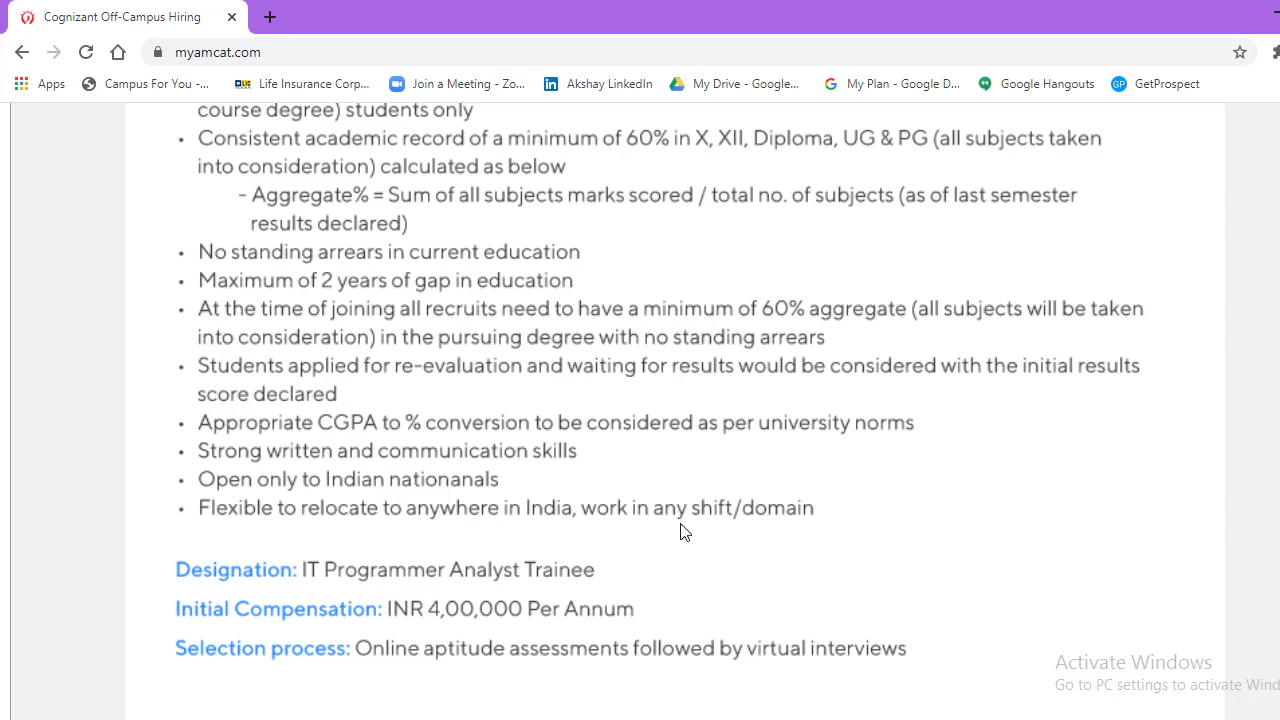 Cognizant Off-Campus Hiring
myamcat.com
Apps Campus For You -... LIC Life Insurance Corp... Join a Meeting - Zo... in Akshay LinkedIn My Drive - Google... G My Plan - Google D... Google Hangouts GP GetProspect
course degree) students only
• Consistent academic record of a minimum of 60% in X, XII, Diploma, UG & PG (all subjects taken
into consideration) calculated as below
- Aggregate% = Sum of all subjects marks scored / total no. of subjects (as of last semester
results declared)
• No standing arrears in current education
• Maximum of 2 years of gap in education
• At the time of joining all recruits need to have a minimum of 60% aggregate (all subjects will be taken
into consideration) in the pursuing degree with no standing arrears
• Students applied for re-evaluation and waiting for results would be considered with the initial results
score declared
• Appropriate CGPA to % conversion to be considered as per university norms
• Strong written and communication skills
• Open only to Indian nationanals
• Flexible to relocate to anywhere in India, work in any shift/domain
Designation: IT Programmer Analyst Trainee
Initial Compensation: INR 4,00,000 Per Annum
Selection process: Online aptitude assessments followed by virtual interviews
Activate Windows
Go to PC settings to activate Wind